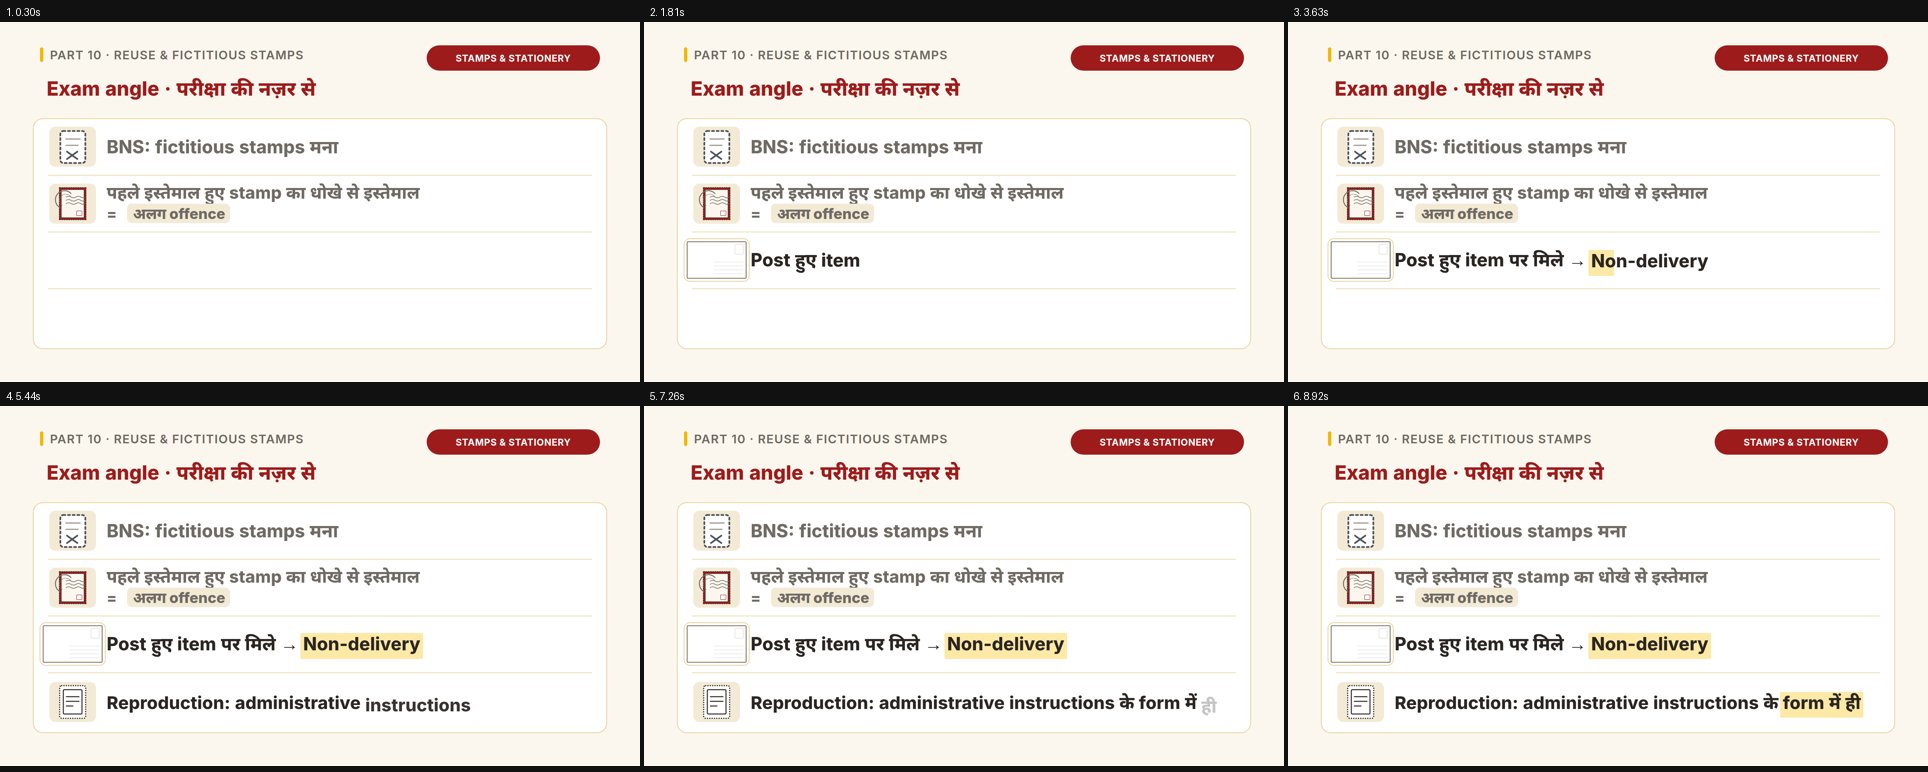 1. 0.30s
PART 10 · REUSE & FICTITIOUS STAMPS
STAMPS & STATIONERY
Exam angle · परीक्षा की नज़र से
BNS: fictitious stamps मना
पहले इस्तेमाल हुए stamp का धोखे से इस्तेमाल
= अलग offence
2. 1.81s
PART 10 · REUSE & FICTITIOUS STAMPS
STAMPS & STATIONERY
Exam angle · परीक्षा की नज़र से
BNS: fictitious stamps मना
पहले इस्तेमाल हुए stamp का धोखे से इस्तेमाल
= अलग offence
Post हुए item
3. 3.63s
PART 10 · REUSE & FICTITIOUS STAMPS
STAMPS & STATIONERY
Exam angle · परीक्षा की नज़र से
BNS: fictitious stamps मना
पहले इस्तेमाल हुए stamp का धोखे से इस्तेमाल
= अलग offence
Post हुए item पर मिले → Non-delivery
4. 5.44s
PART 10 · REUSE & FICTITIOUS STAMPS
STAMPS & STATIONERY
Exam angle · परीक्षा की नज़र से
BNS: fictitious stamps मना
पहले इस्तेमाल हुए stamp का धोखे से इस्तेमाल
= अलग offence
Post हुए item पर मिले → Non-delivery
Reproduction: administrative instructions
5. 7.26s
PART 10 · REUSE & FICTITIOUS STAMPS
STAMPS & STATIONERY
Exam angle · परीक्षा की नज़र से
BNS: fictitious stamps मना
पहले इस्तेमाल हुए stamp का धोखे से इस्तेमाल
= अलग offence
Post हुए item पर मिले → Non-delivery
Reproduction: administrative instructions के form में ही
6. 8.92s
PART 10 · REUSE & FICTITIOUS STAMPS
STAMPS & STATIONERY
Exam angle · परीक्षा की नज़र से
BNS: fictitious stamps मना
पहले इस्तेमाल हुए stamp का धोखे से इस्तेमाल
= अलग offence
Post हुए item पर मिले → Non-delivery
Reproduction: administrative instructions के form में ही